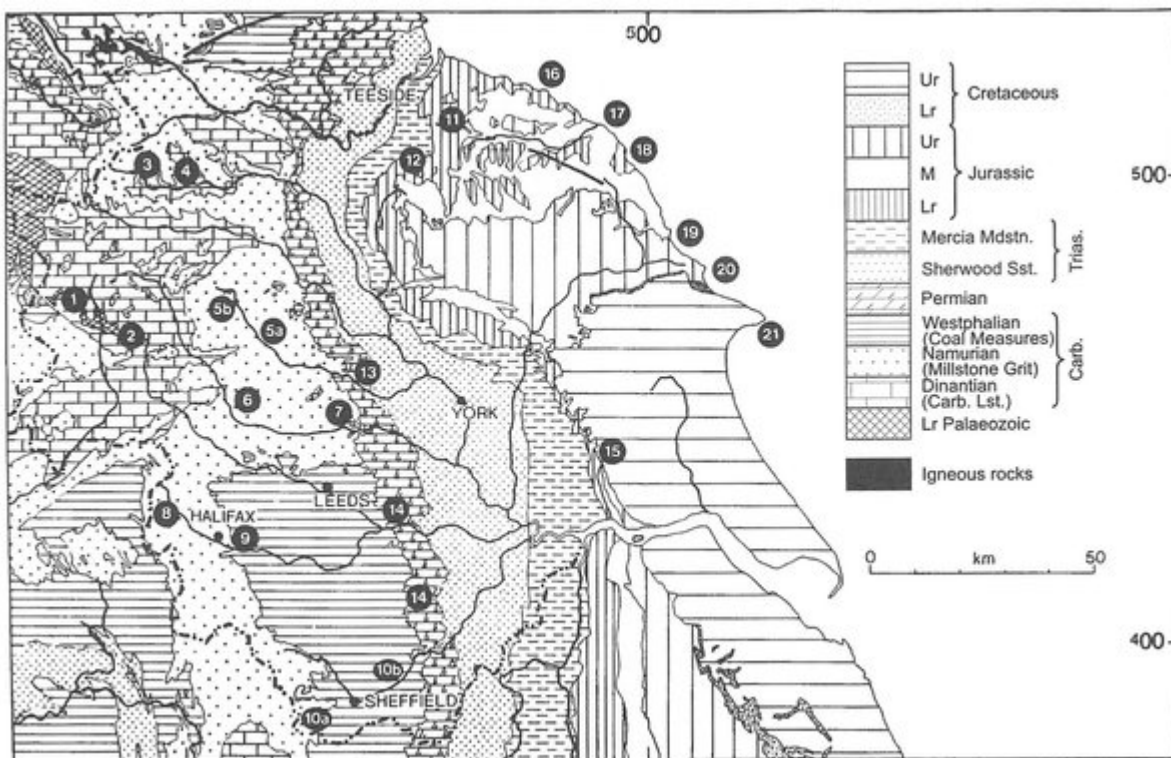 500
16
TEESIDE
11
17
18
12
3
4
500
19
20
1
5b
2
5a
21
13
6
7
YORK
15
LEEDS
8
HALIFAX
9
14
14
400
10b
SHEFFIELD
10a
Ur
Cretaceous
Lr
Ur
M
Jurassic
Lr
Mercia Mdstn.
Trias.
Sherwood Sst.
Permian
Westphalian
(Coal Measures)
Namurian
(Millstone Grit)
Carb.
Dinantian
(Carb. Lst.)
Lr Palaeozoic
Igneous rocks
0
km
50